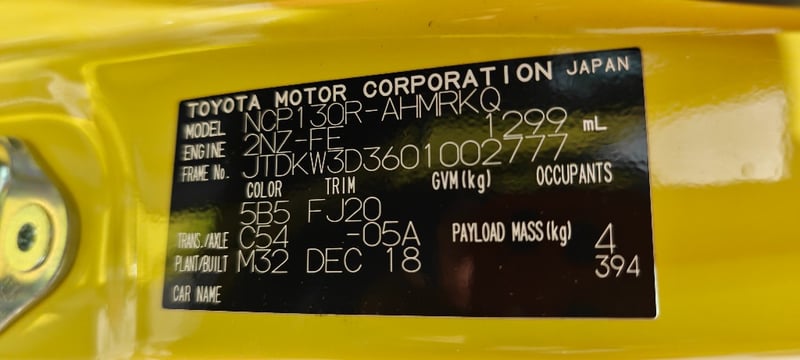 TOYOTA MOTOR CORPORATION JAPAN
MODEL NCP130R-AHMRKQ
ENGINE 2NZ-FE 1299 mL
FRAME No. JTDKW3D3601002777
COLOR TRIM GVM(kg) OCCUPANTS
5B5 FJ20
TRANS./AXLE C54 -05A PAYLOAD MASS(kg) 4
PLANT/BUILT M32 DEC 18 394
CAR NAME